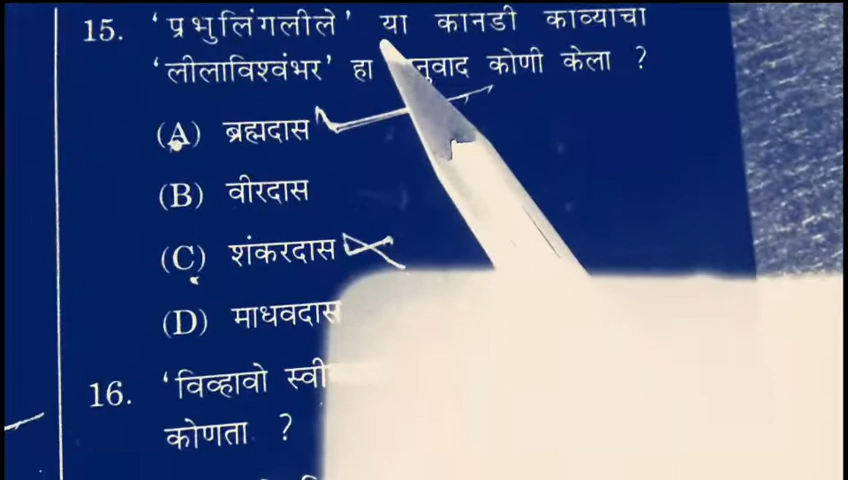 15. 'प्रभुलिंगलीले' या कानडी काव्याचा
'लीलाविश्वंभर' हा नुवाद कोणी केला ?
(A) ब्रह्मदास
(B) वीरदास
(C) शंकरदास
(D) माधवदास
16. 'विव्हावो स्वी
कोणता ?